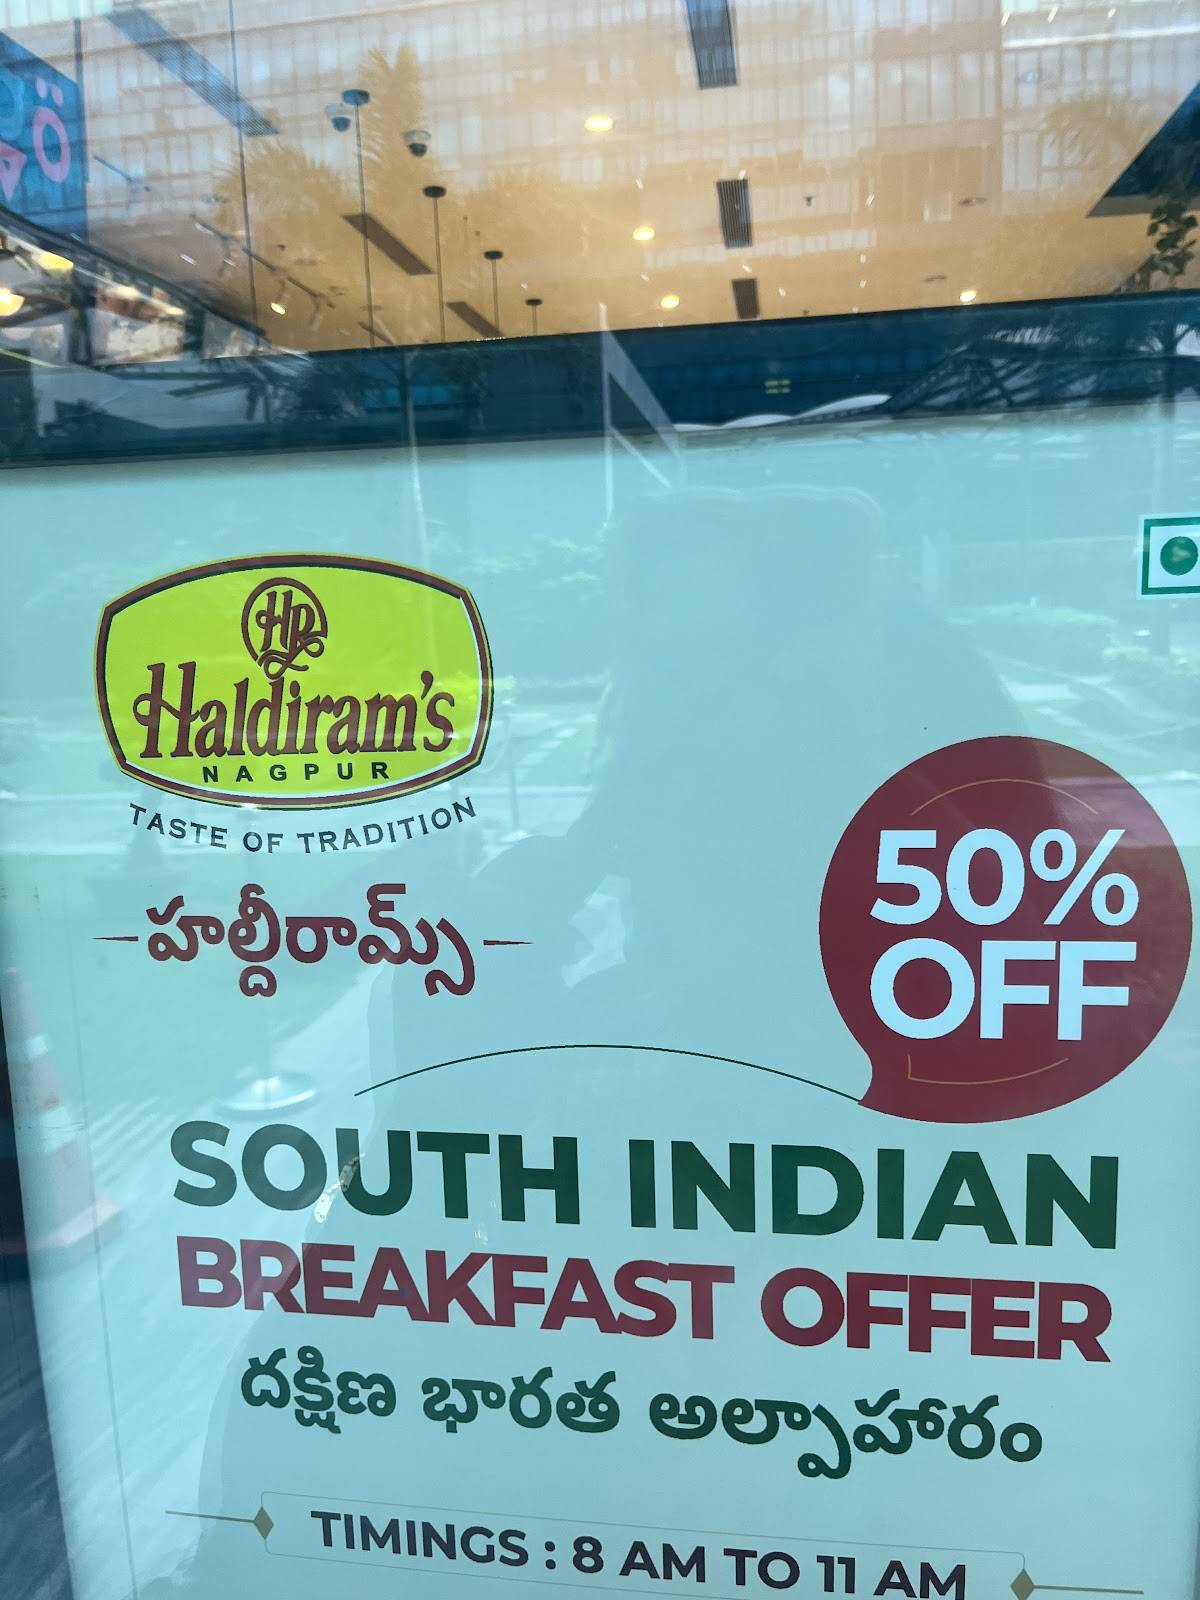 HR
Haldiram's
NAGPUR
TASTE OF TRADITION
హల్దీరామ్స్
50%
OFF
SOUTH INDIAN
BREAKFAST OFFER
దక్షిణ భారత అల్పాహారం
TIMINGS : 8 AM TO 11 AM